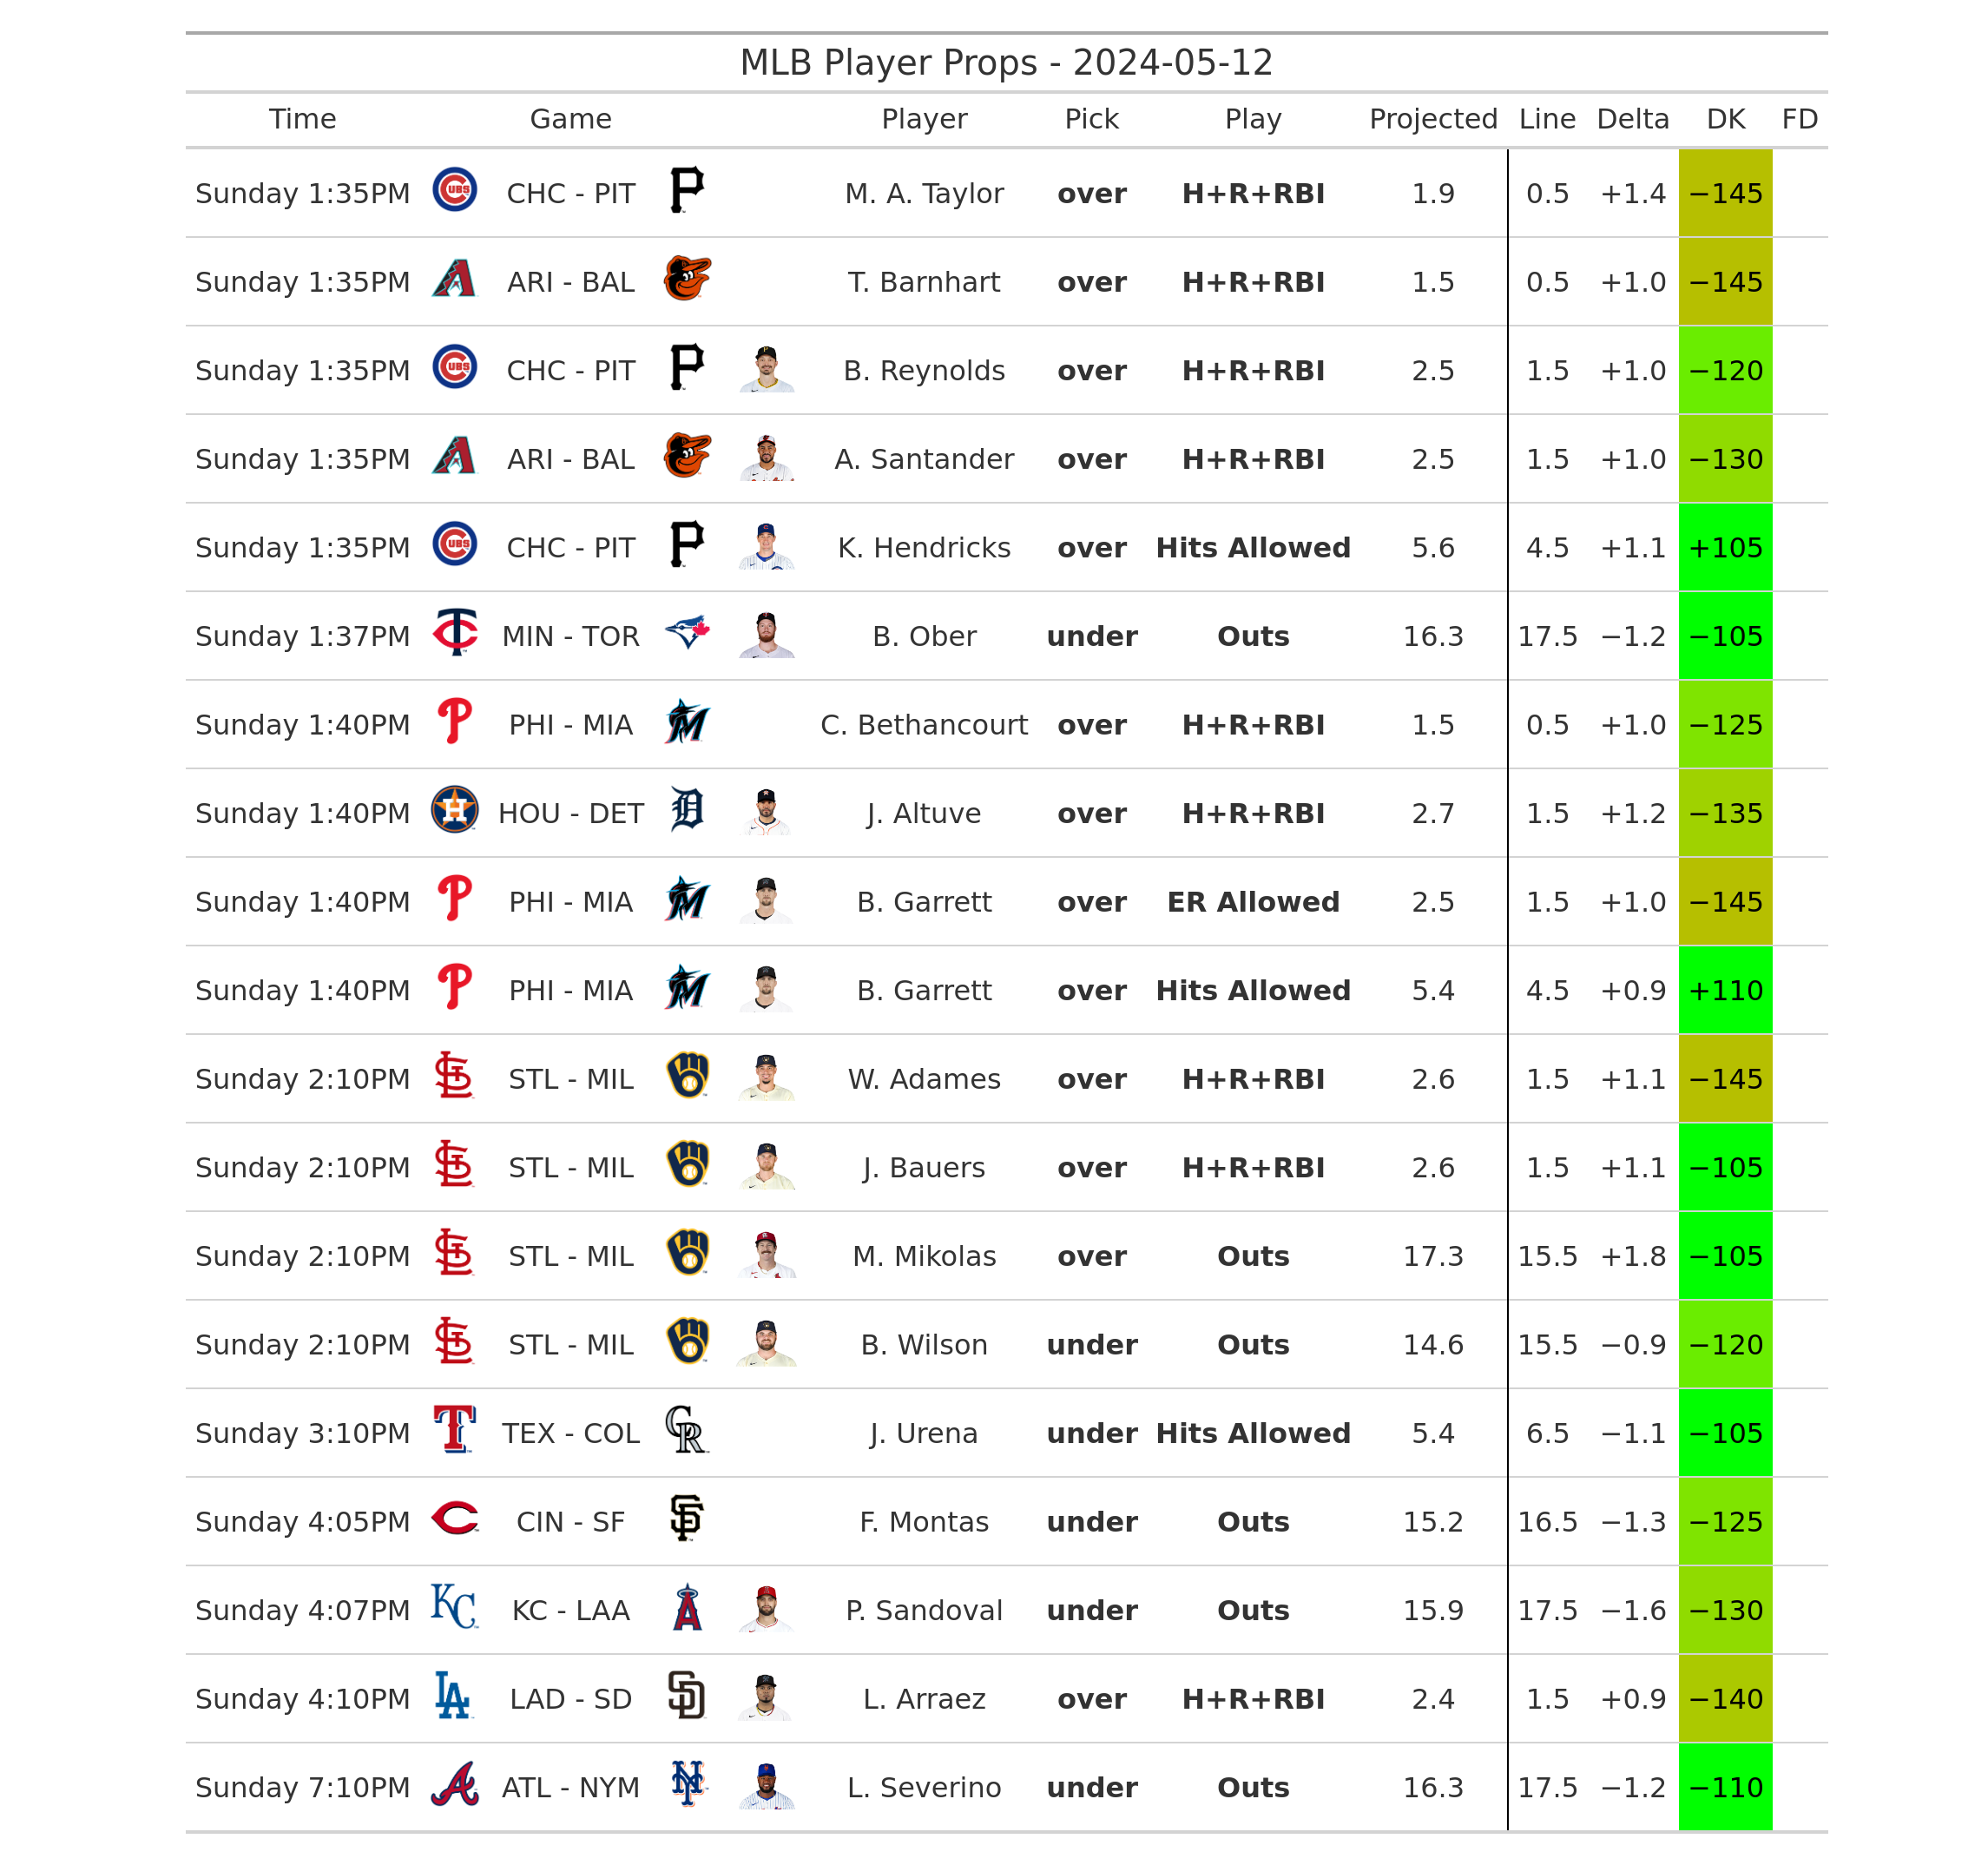 MLB Player Props - 2024-05-12
Time Game Player Pick Play Projected Line Delta DK FD
Sunday 1:35PM CHC - PIT M. A. Taylor over H+R+RBI 1.9 0.5 +1.4 −145
Sunday 1:35PM ARI - BAL T. Barnhart over H+R+RBI 1.5 0.5 +1.0 −145
Sunday 1:35PM CHC - PIT B. Reynolds over H+R+RBI 2.5 1.5 +1.0 −120
Sunday 1:35PM ARI - BAL A. Santander over H+R+RBI 2.5 1.5 +1.0 −130
Sunday 1:35PM CHC - PIT K. Hendricks over Hits Allowed 5.6 4.5 +1.1 +105
Sunday 1:37PM MIN - TOR B. Ober under Outs 16.3 17.5 −1.2 −105
Sunday 1:40PM PHI - MIA C. Bethancourt over H+R+RBI 1.5 0.5 +1.0 −125
Sunday 1:40PM HOU - DET J. Altuve over H+R+RBI 2.7 1.5 +1.2 −135
Sunday 1:40PM PHI - MIA B. Garrett over ER Allowed 2.5 1.5 +1.0 −145
Sunday 1:40PM PHI - MIA B. Garrett over Hits Allowed 5.4 4.5 +0.9 +110
Sunday 2:10PM STL - MIL W. Adames over H+R+RBI 2.6 1.5 +1.1 −145
Sunday 2:10PM STL - MIL J. Bauers over H+R+RBI 2.6 1.5 +1.1 −105
Sunday 2:10PM STL - MIL M. Mikolas over Outs 17.3 15.5 +1.8 −105
Sunday 2:10PM STL - MIL B. Wilson under Outs 14.6 15.5 −0.9 −120
Sunday 3:10PM TEX - COL J. Urena under Hits Allowed 5.4 6.5 −1.1 −105
Sunday 4:05PM CIN - SF F. Montas under Outs 15.2 16.5 −1.3 −125
Sunday 4:07PM KC - LAA P. Sandoval under Outs 15.9 17.5 −1.6 −130
Sunday 4:10PM LAD - SD L. Arraez over H+R+RBI 2.4 1.5 +0.9 −140
Sunday 7:10PM ATL - NYM L. Severino under Outs 16.3 17.5 −1.2 −110